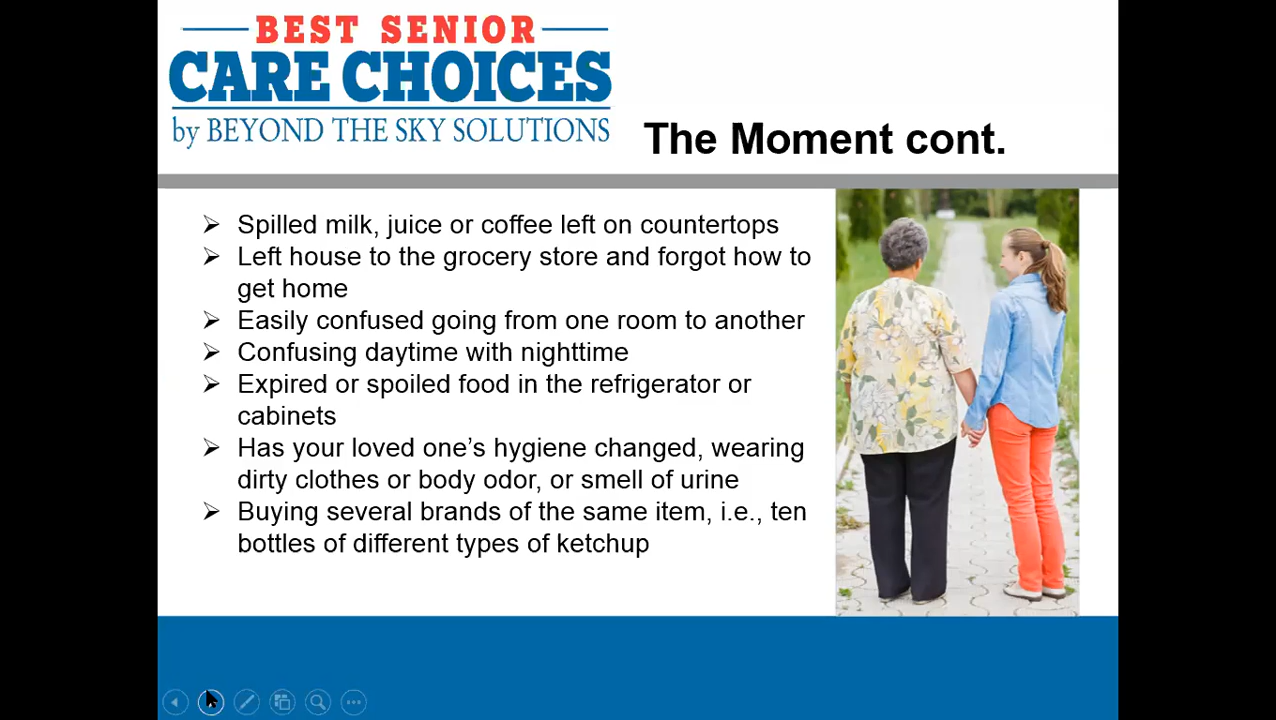 BEST SENIOR
CARE CHOICES
by BEYOND THE SKY SOLUTIONS
The Moment cont.
➢ Spilled milk, juice or coffee left on countertops
➢ Left house to the grocery store and forgot how to
get home
➢ Easily confused going from one room to another
➢ Confusing daytime with nighttime
➢ Expired or spoiled food in the refrigerator or
cabinets
➢ Has your loved one’s hygiene changed, wearing
dirty clothes or body odor, or smell of urine
➢ Buying several brands of the same item, i.e., ten
bottles of different types of ketchup